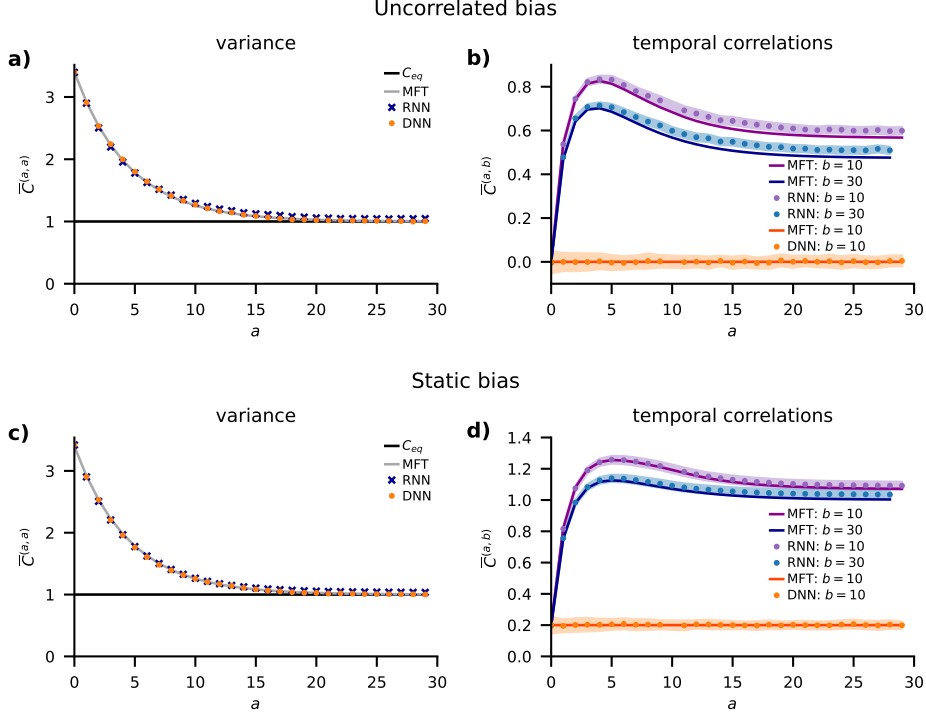 Uncorrelated bias
a)
variance
C̅⁽ᵃ,ᵃ⁾
3
2
1
0
C_eq
MFT
RNN
DNN
0 5 10 15 20 25 30
a
b)
temporal correlations
C̅⁽ᵃ,ᵇ⁾
0.8
0.6
0.4
0.2
0.0
MFT: b = 10
MFT: b = 30
RNN: b = 10
RNN: b = 30
MFT: b = 10
DNN: b = 10
0 5 10 15 20 25 30
a
Static bias
c)
variance
C̅⁽ᵃ,ᵃ⁾
3
2
1
0
C_eq
MFT
RNN
DNN
0 5 10 15 20 25 30
a
d)
temporal correlations
C̅⁽ᵃ,ᵇ⁾
1.4
1.2
1.0
0.8
0.6
0.4
0.2
0.0
MFT: b = 10
MFT: b = 30
RNN: b = 10
RNN: b = 30
MFT: b = 10
DNN: b = 10
0 5 10 15 20 25 30
a